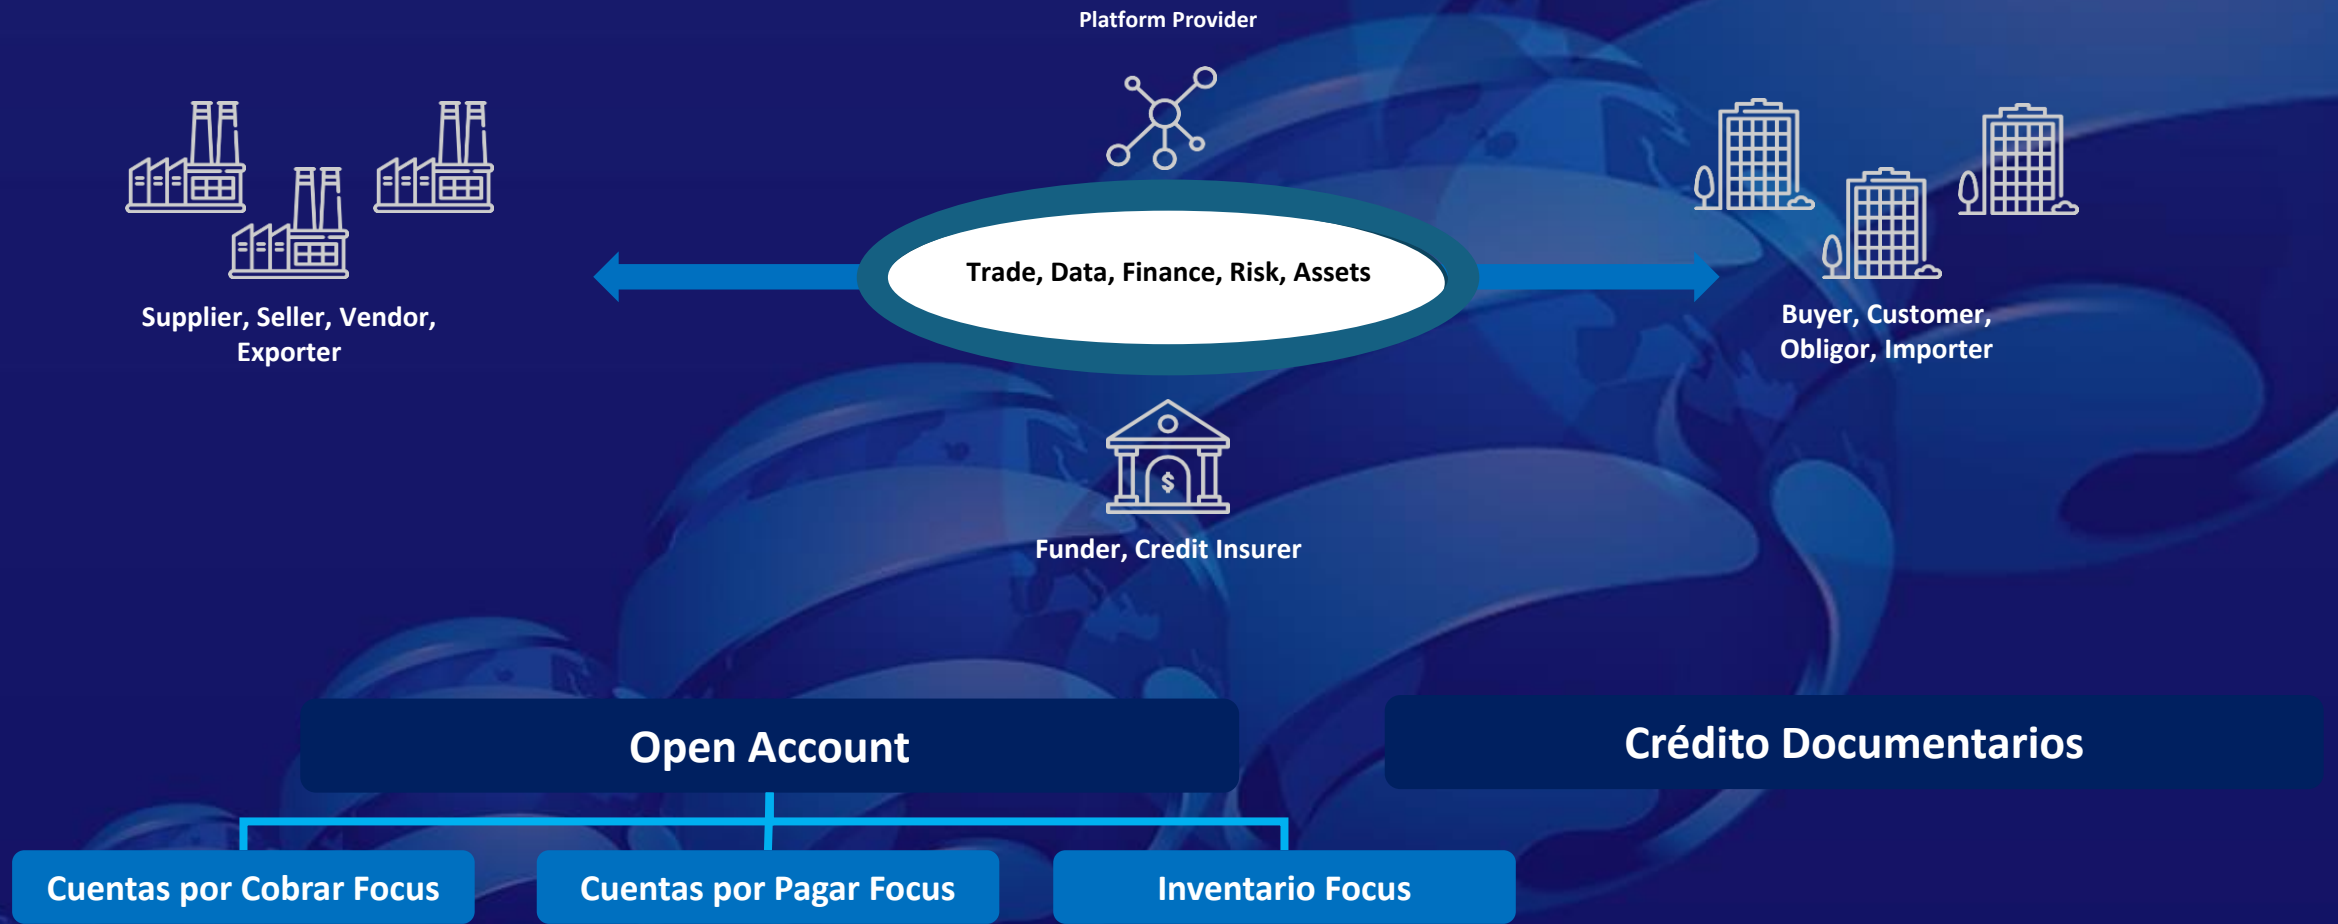 Platform Provider
Trade, Data, Finance, Risk, Assets
Supplier, Seller, Vendor,
Exporter
Buyer, Customer,
Obligor, Importer
$
Funder, Credit Insurer
Open Account
Crédito Documentarios
Cuentas por Cobrar Focus
Cuentas por Pagar Focus
Inventario Focus